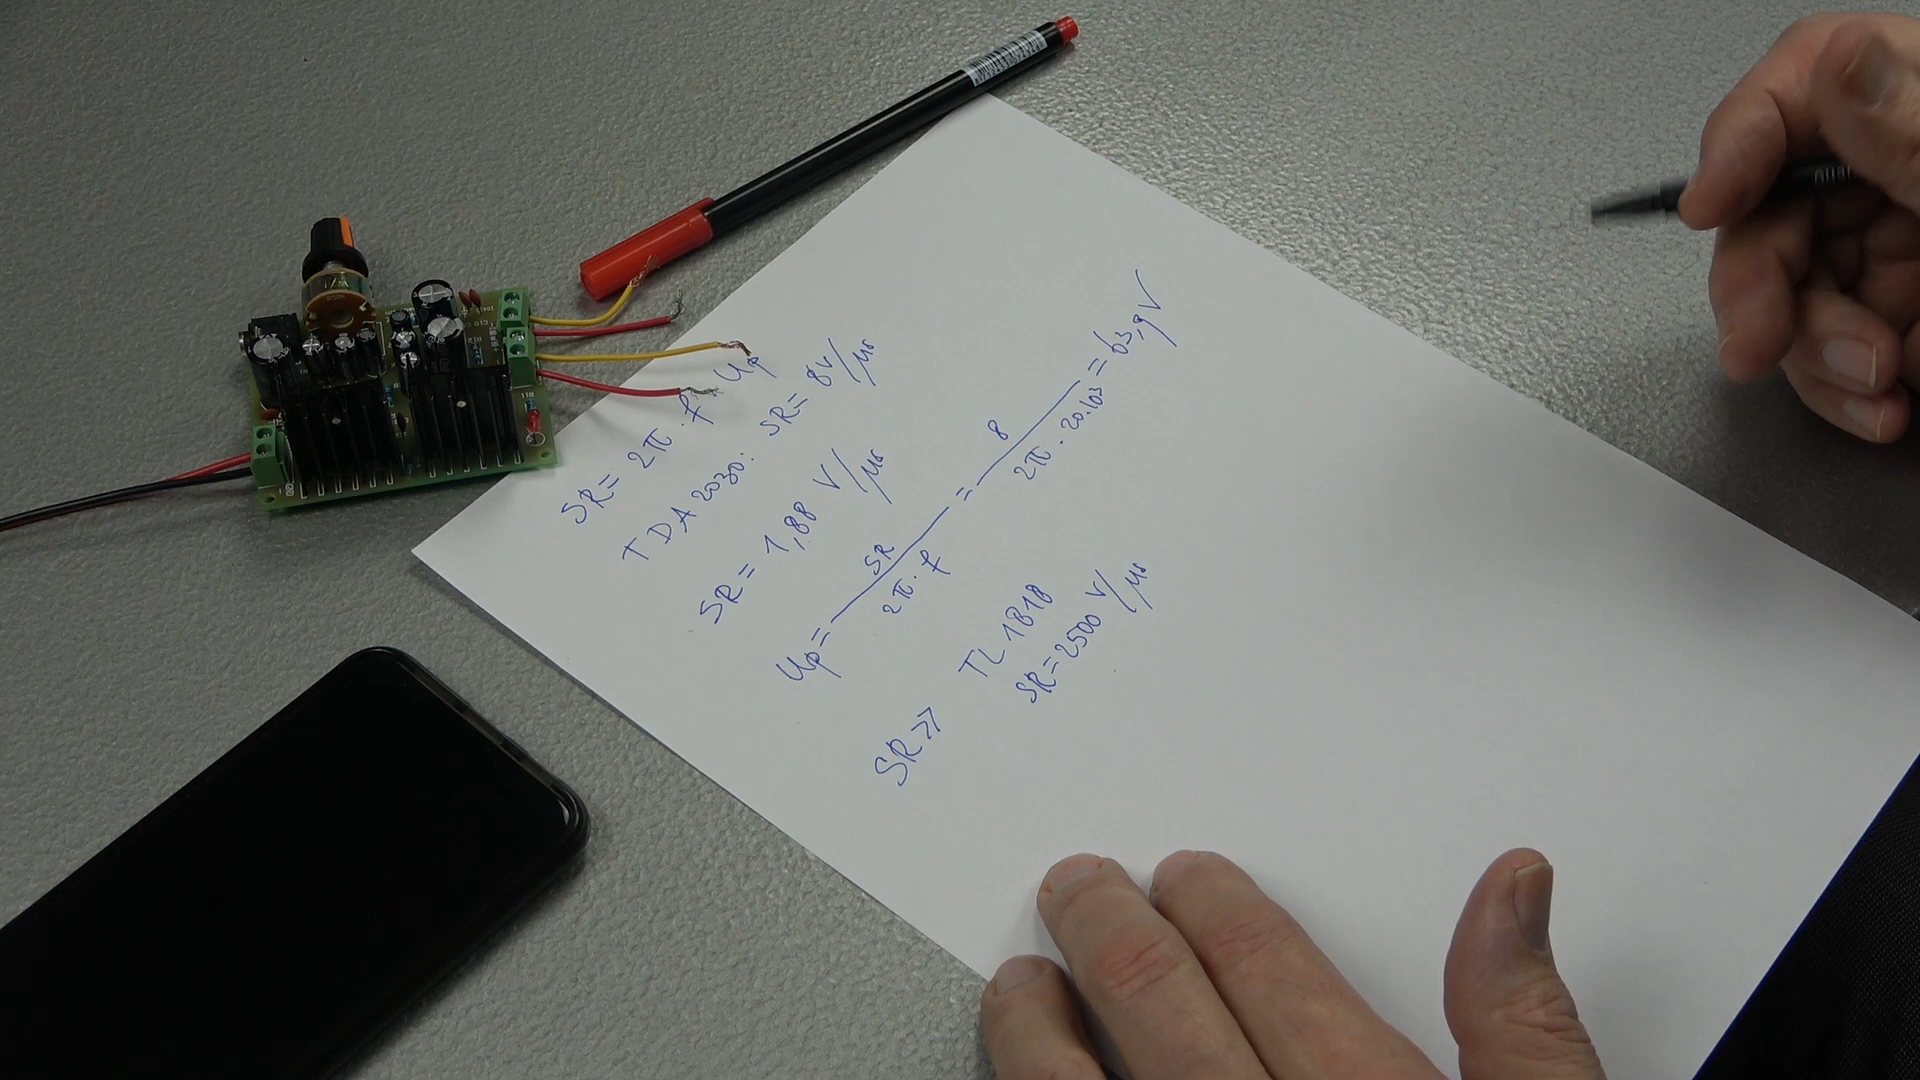 SR = 2π · f · Up
TDA 2030: SR = 8V/μs
SR = 1,88 V/μs
Up = SR / 2π · f = 8 / 2π · 20·10³ = 63,9 V
SR >> TL 1818
SR = 2500 V/μs